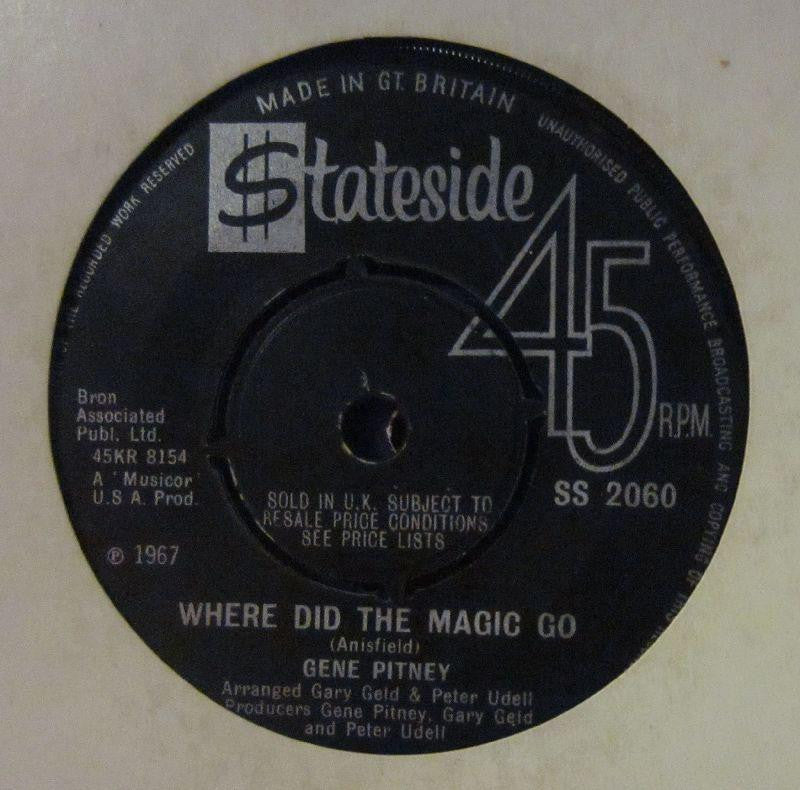 MADE IN GT. BRITAIN
UNAUTHORISED PUBLIC PERFORMANCE BROADCASTING AND COPYING OF THIS
THE RECORDED WORK RESERVED
$tateside
45
R.P.M.
Bron
Associated
Publ. Ltd.
45KR 8154
A 'Musicor'
U.S A. Prod.
SS 2060
SOLD IN U.K. SUBJECT TO
RESALE PRICE CONDITIONS
SEE PRICE LISTS
℗ 1967
WHERE DID THE MAGIC GO
(Anisfield)
GENE PITNEY
Arranged Gary Geld & Peter Udell
Producers Gene Pitney, Gary Geld
and Peter Udell